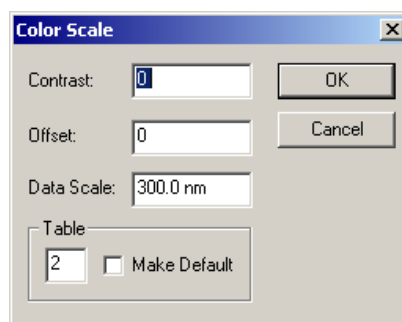 Color Scale
Contrast: 0 OK
Offset: 0 Cancel
Data Scale: 300.0 nm
Table
2 Make Default